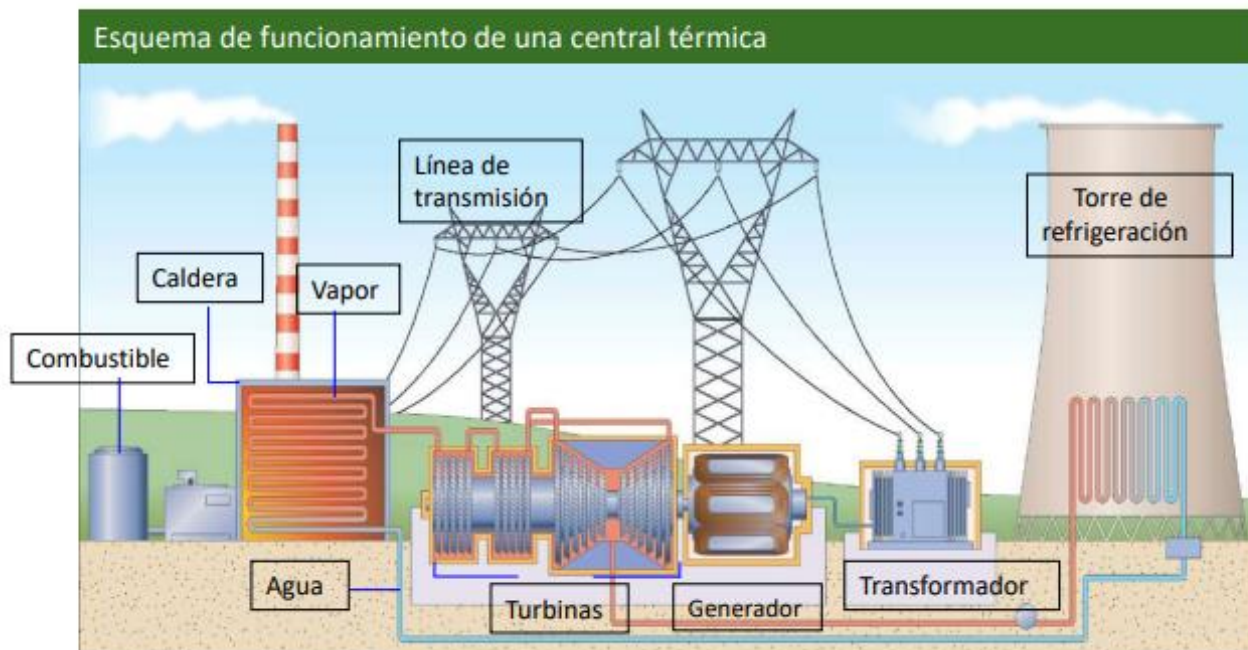 Esquema de funcionamiento de una central térmica
Línea de
transmisión
Torre de
refrigeración
Caldera
Vapor
Combustible
Agua
Turbinas
Generador
Transformador